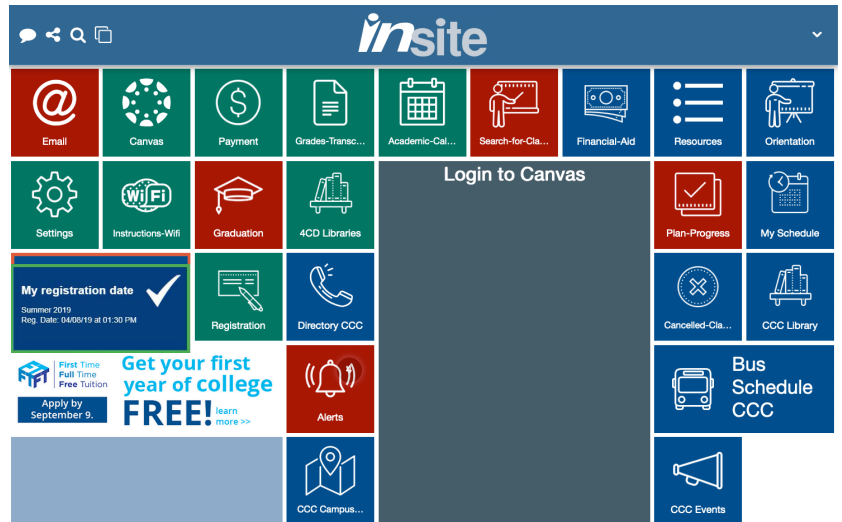 insite
@
Email
Canvas
$
Payment
Grades-Transc...
Academic-Cal...
Search-for-Cla...
Financial-Aid
Resources
Orientation
Settings
WiFi
Instructions-Wifi
Graduation
4CD Libraries
Login to Canvas
Plan-Progress
My Schedule
My registration date
Summer 2019
Reg. Date: 04/08/19 at 01:30 PM
Registration
Directory CCC
Cancelled-Cla...
CCC Library
FTFT
First Time
Full Time
Free Tuition
Apply by
September 9.
Get your first
year of college
FREE!
learn
more >>
Alerts
Bus
Schedule
CCC
CCC Campus...
CCC Events